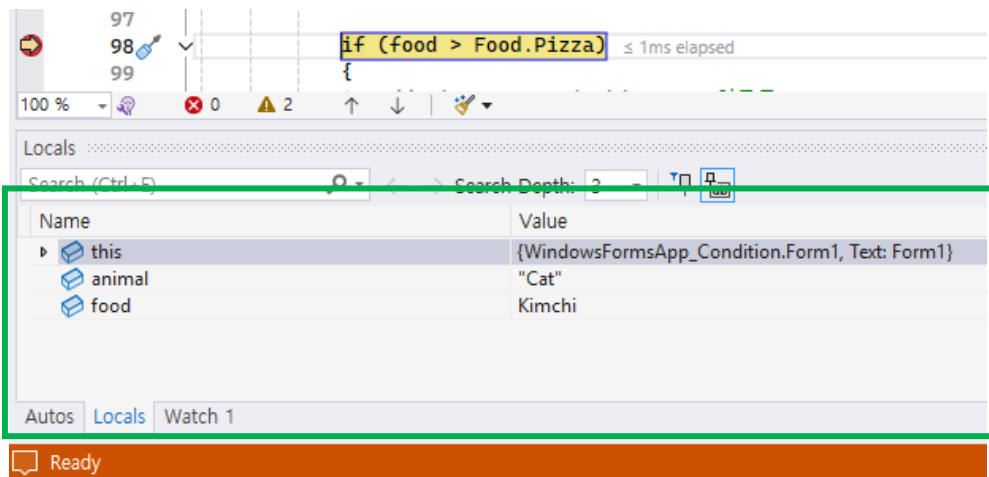 97
98 if (food > Food.Pizza) ≤ 1ms elapsed
99 {
100 % 0 2
Locals
Search (Ctrl+E) Search Depth: 3
Name Value
this {WindowsFormsApp_Condition.Form1, Text: Form1}
animal "Cat"
food Kimchi
Autos Locals Watch 1
Ready